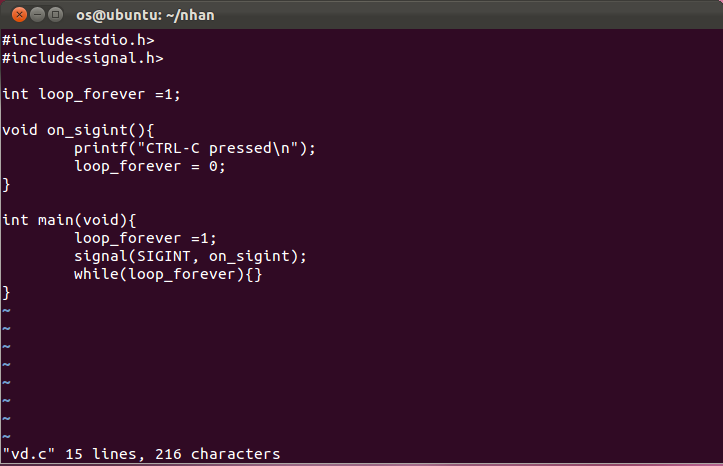 os@ubuntu: ~/nhan
#include<stdio.h>
#include<signal.h>

int loop_forever =1;

void on_sigint(){
        printf("CTRL-C pressed\n");
        loop_forever = 0;
}

int main(void){
        loop_forever =1;
        signal(SIGINT, on_sigint);
        while(loop_forever){}
}
~
~
~
~
~
~
~
~
"vd.c" 15 lines, 216 characters